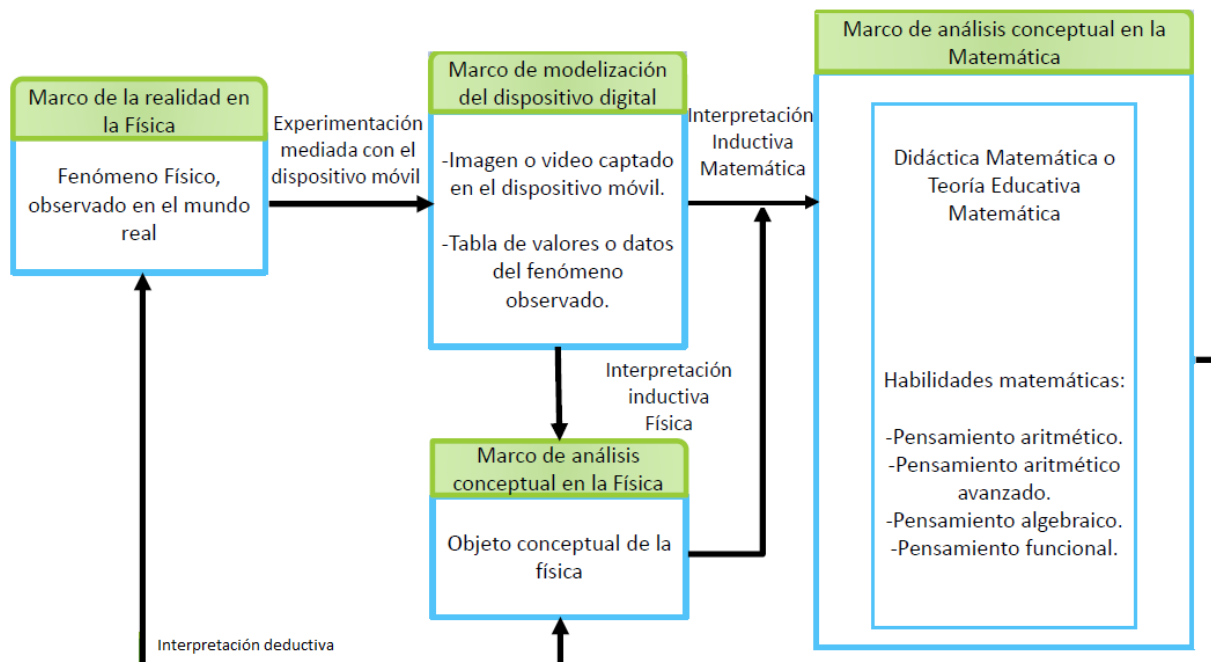 Marco de la realidad en
la Física
Fenómeno Físico,
observado en el mundo
real
Experimentación
mediada con el
dispositivo móvil
Marco de modelización
del dispositivo digital
-Imagen o video captado
en el dispositivo móvil.
-Tabla de valores o datos
del fenómeno
observado.
Interpretación
Inductiva
Matemática
Interpretación
inductiva
Física
Marco de análisis
conceptual en la Física
Objeto conceptual de la
física
Marco de análisis conceptual en la
Matemática
Didáctica Matemática o
Teoría Educativa
Matemática
Habilidades matemáticas:
-Pensamiento aritmético.
-Pensamiento aritmético
avanzado.
-Pensamiento algebraico.
-Pensamiento funcional.
Interpretación deductiva